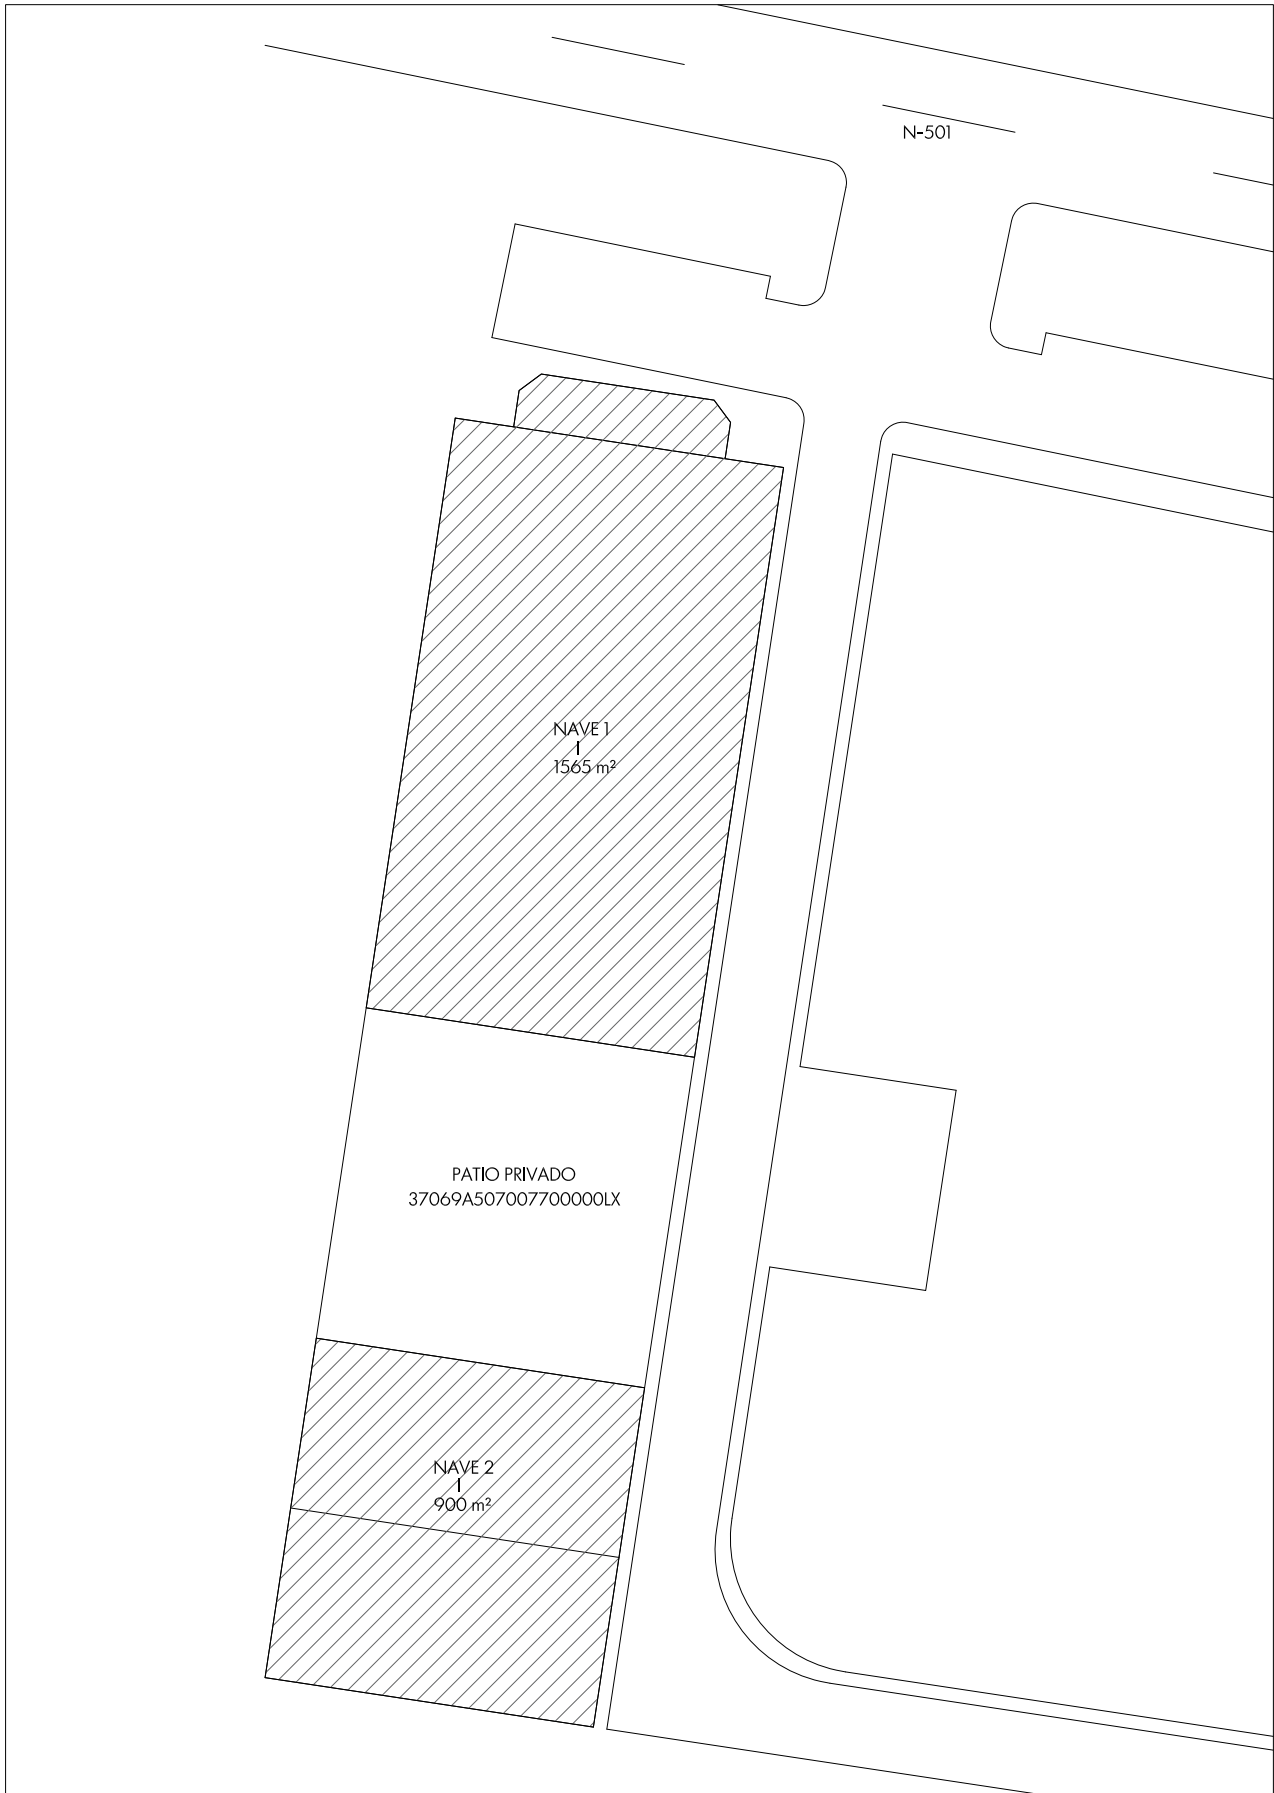 N-501
NAVE 1
I
1565 m²
PATIO PRIVADO
37069A507007700000LX
NAVE 2
I
900 m²